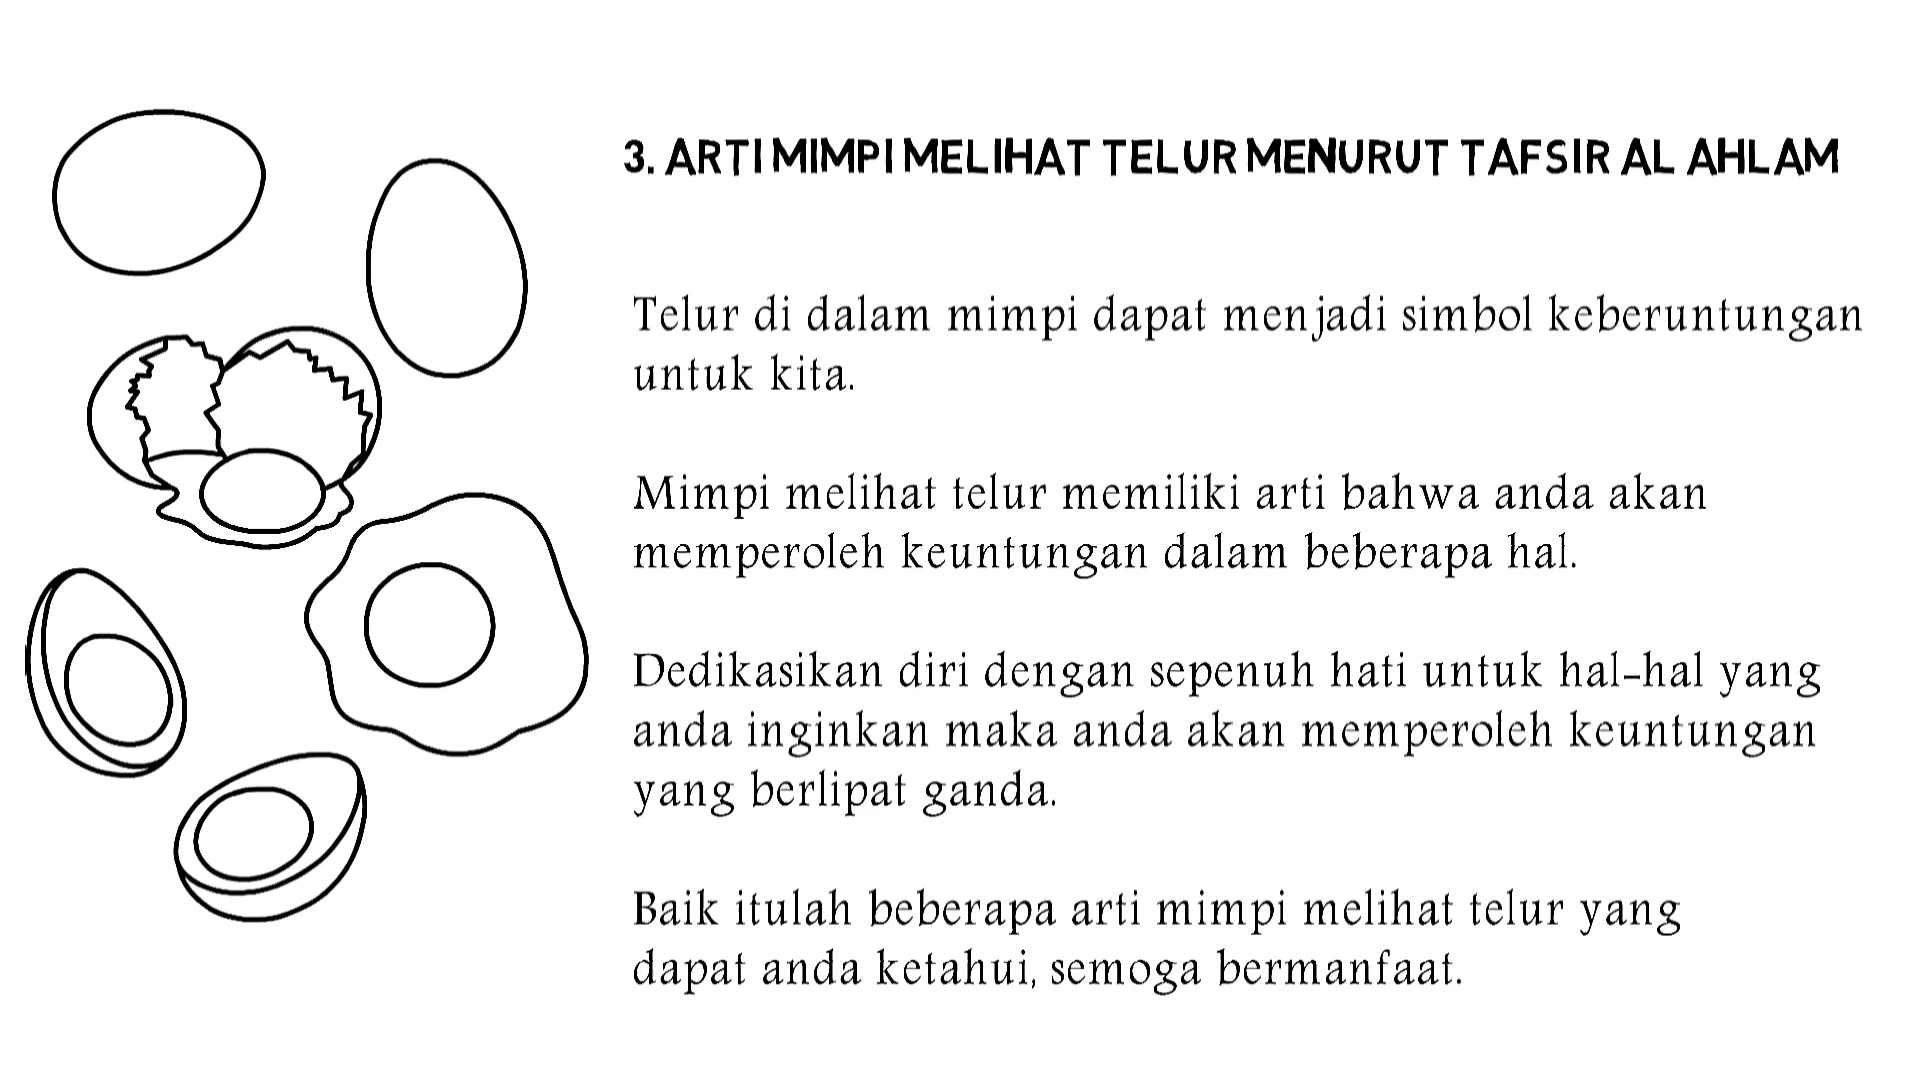 3. ARTI MIMPI MELIHAT TELUR MENURUT TAFSIR AL AHLAM
Telur di dalam mimpi dapat menjadi simbol keberuntungan
untuk kita.
Mimpi melihat telur memiliki arti bahwa anda akan
memperoleh keuntungan dalam beberapa hal.
Dedikasikan diri dengan sepenuh hati untuk hal-hal yang
anda inginkan maka anda akan memperoleh keuntungan
yang berlipat ganda.
Baik itulah beberapa arti mimpi melihat telur yang
dapat anda ketahui, semoga bermanfaat.